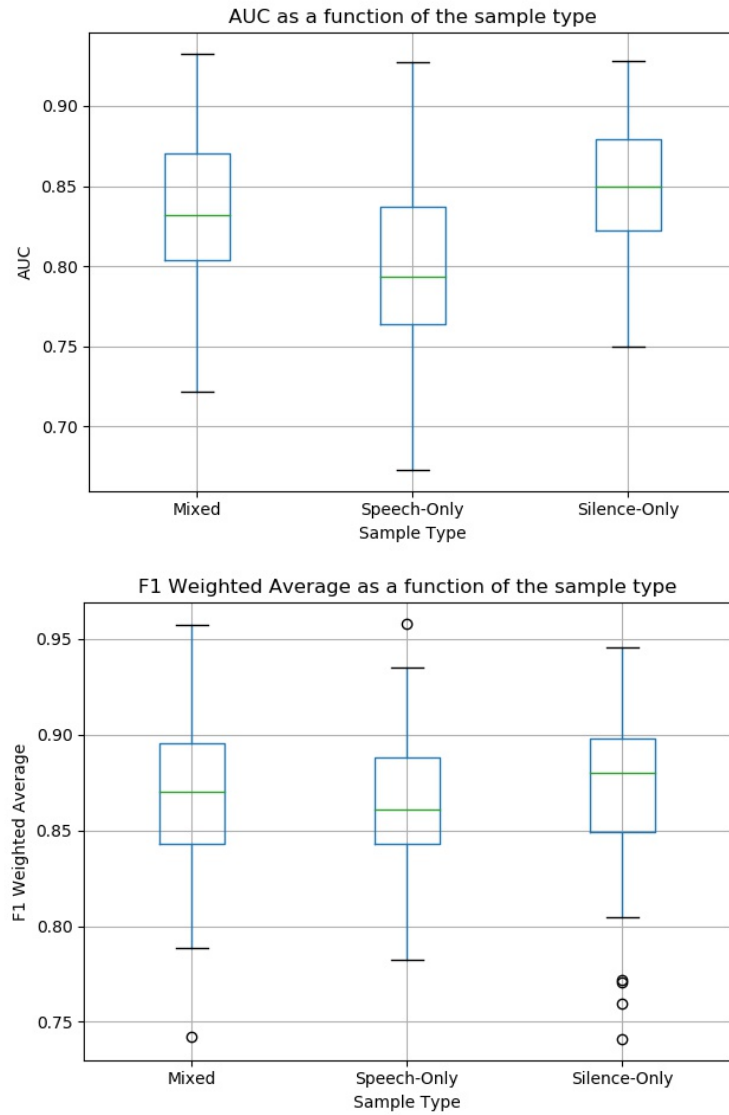 AUC as a function of the sample type
0.90
0.85
0.80
0.75
0.70
AUC
Mixed
Speech-Only
Silence-Only
Sample Type
F1 Weighted Average as a function of the sample type
0.95
0.90
0.85
0.80
0.75
F1 Weighted Average
Mixed
Speech-Only
Silence-Only
Sample Type